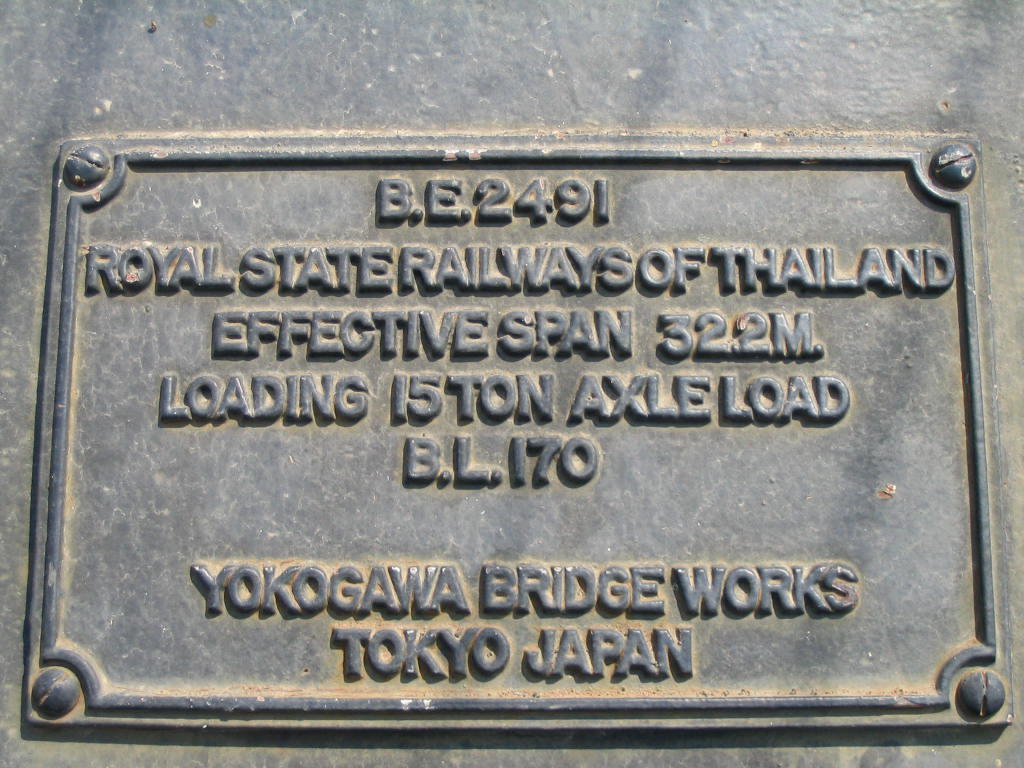 B.E.2491
ROYAL STATE RAILWAYS OF THAILAND
EFFECTIVE SPAN 32.2M.
LOADING 15 TON AXLE LOAD
B.L.170
YOKOGAWA BRIDGE WORKS
TOKYO JAPAN